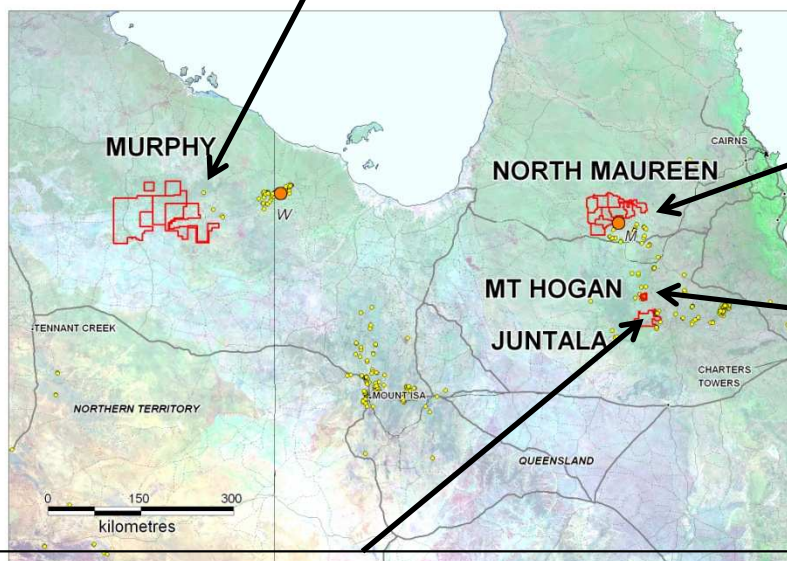 MURPHY
CAIRNS
NORTH MAUREEN
W
M
MT HOGAN
JUNTALA
TENNANT CREEK
CHARTERS
TOWERS
MOUNT ISA
NORTHERN TERRITORY
QUEENSLAND
0 150 300
kilometres